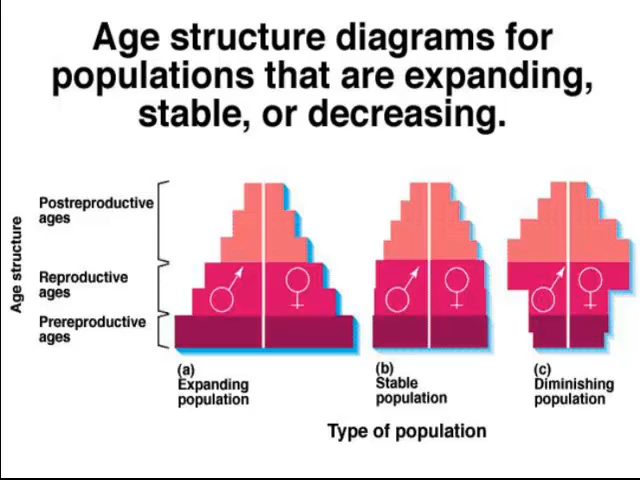 Age structure diagrams for
populations that are expanding,
stable, or decreasing.
Age structure
Postreproductive
ages
Reproductive
ages
Prereproductive
ages
(a)
Expanding
population
(b)
Stable
population
(c)
Diminishing
population
Type of population